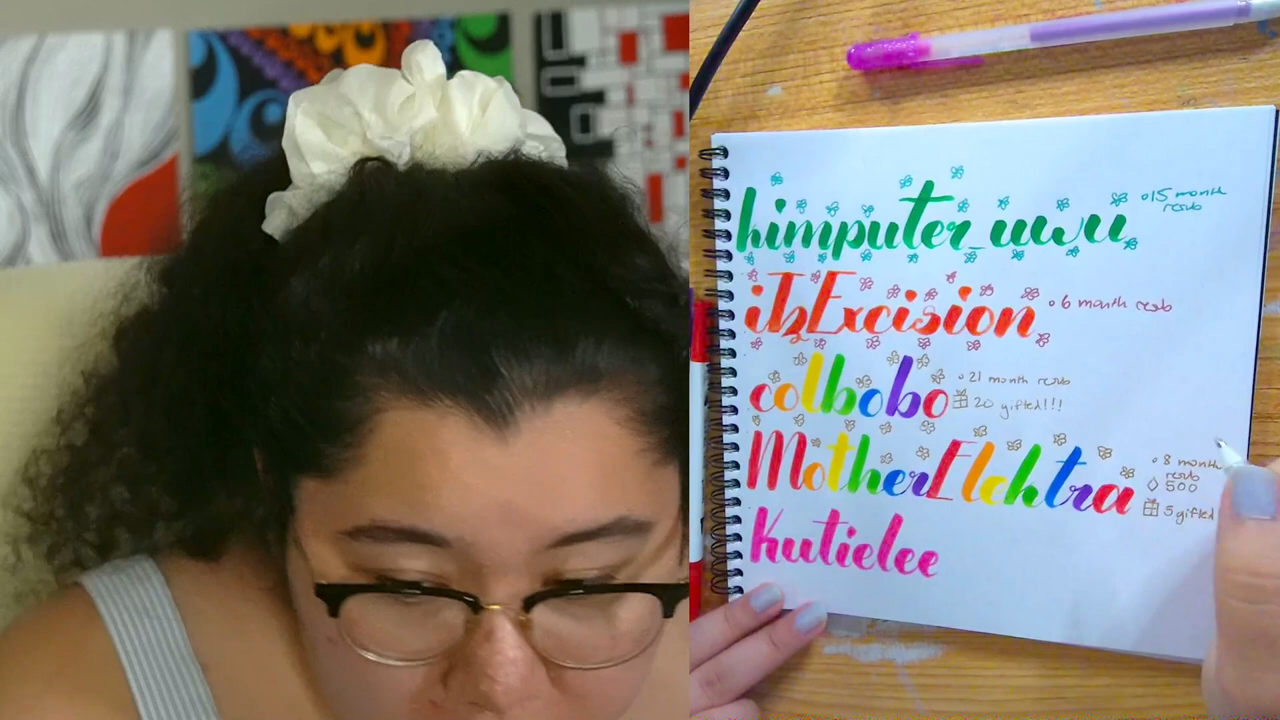 himputer_uwu
15 month
resub
ibExcision
6 month resub
colbobo
21 month resub
20 gifted!!!
MotherElektra
8 month
resub
500
5 gifted
Kutielee